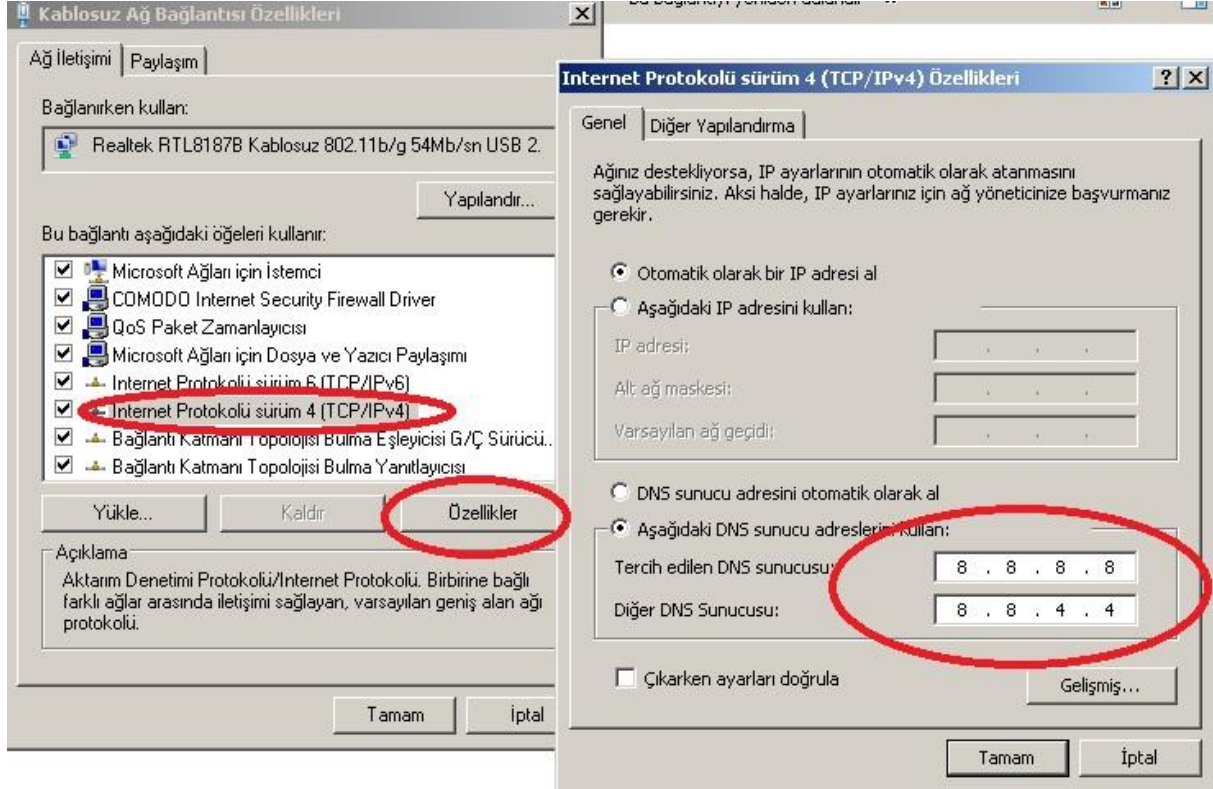 Kablosuz Ağ Bağlantısı Özellikleri
Ağ İletişimi
Paylaşım
Bağlanırken kullan:
Realtek RTL8187B Kablosuz 802.11b/g 54Mb/sn USB 2.
Yapılandır...
Bu bağlantı aşağıdaki öğeleri kullanır:
Microsoft Ağları için İstemci
COMODO Internet Security Firewall Driver
QoS Paket Zamanlayıcısı
Microsoft Ağları için Dosya ve Yazıcı Paylaşımı
Internet Protokolü sürüm 6 (TCP/IPv6)
Internet Protokolü sürüm 4 (TCP/IPv4)
Bağlantı Katmanı Topolojisi Bulma Eşleyicisi G/Ç Sürücü...
Bağlantı Katmanı Topolojisi Bulma Yanıtlayıcısı
Yükle...
Kaldır
Özellikler
Açıklama
Aktarım Denetimi Protokolü/Internet Protokolü. Birbirine bağlı
farklı ağlar arasında iletişimi sağlayan, varsayılan geniş alan ağı
protokolü.
Tamam
İptal
Internet Protokolü sürüm 4 (TCP/IPv4) Özellikleri
Genel
Diğer Yapılandırma
Ağınız destekliyorsa, IP ayarlarının otomatik olarak atanmasını
sağlayabilirsiniz. Aksi halde, IP ayarlarınız için ağ yöneticinize başvurmanız
gerekir.
Otomatik olarak bir IP adresi al
Aşağıdaki IP adresini kullan:
IP adresi:
Alt ağ maskesi:
Varsayılan ağ geçidi:
DNS sunucu adresini otomatik olarak al
Aşağıdaki DNS sunucu adreslerini kullan:
Tercih edilen DNS sunucusu: 8 . 8 . 8 . 8
Diğer DNS Sunucusu: 8 . 8 . 4 . 4
Çıkarken ayarları doğrula
Gelişmiş...
Tamam
İptal